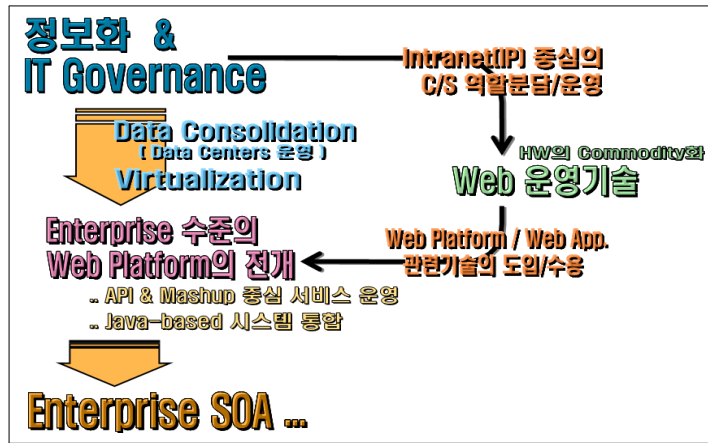 정보화 &
IT Governance
Intranet(IP) 중심의
C/S 역할분담/운영
Data Consolidation
( Data Centers 운영 )
Virtualization
HW의 Commodity화
Web 운영기술
Enterprise 수준의
Web Platform의 전개
Web Platform / Web App.
관련기술의 도입/수용
.. API & Mashup 중심 서비스 운영
.. Java-based 시스템 통합
Enterprise SOA ...